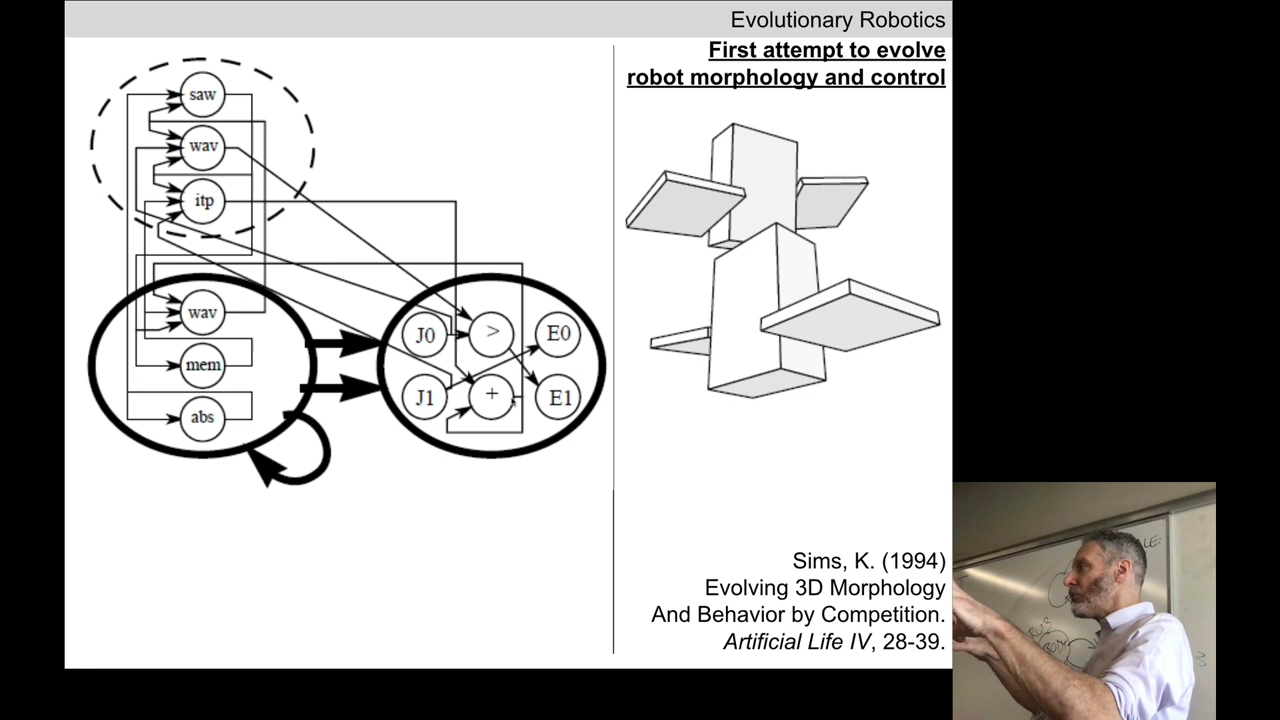 Evolutionary Robotics
First attempt to evolve
robot morphology and control
saw
wav
itp
wav
mem
abs
J0
>
E0
J1
+
E1
Sims, K. (1994)
Evolving 3D Morphology
And Behavior by Competition.
Artificial Life IV, 28-39.